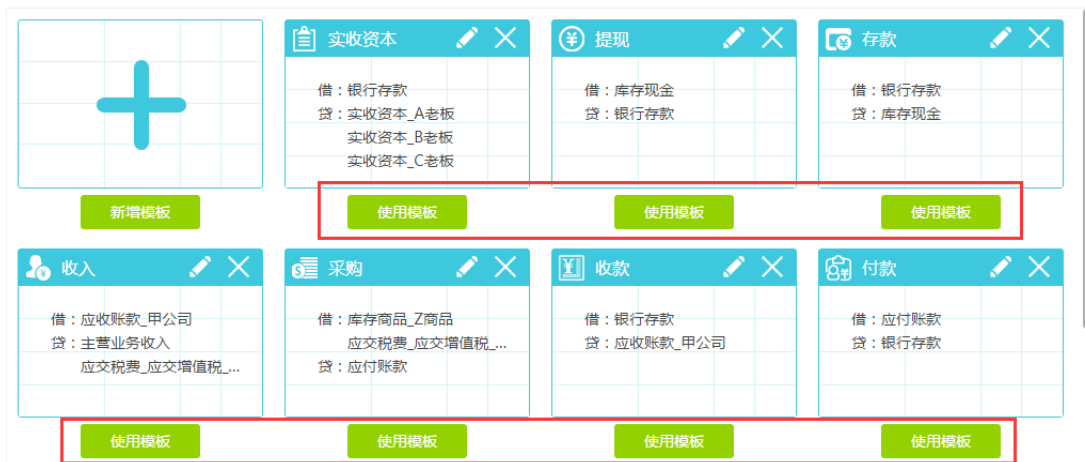 实收资本
借：银行存款
贷：实收资本_A老板
实收资本_B老板
实收资本_C老板
提现
借：库存现金
贷：银行存款
存款
借：银行存款
贷：库存现金
新增模板
使用模板
使用模板
使用模板
收入
借：应收账款_甲公司
贷：主营业务收入
应交税费_应交增值税_...
采购
借：库存商品_Z商品
应交税费_应交增值税_...
贷：应付账款
收款
借：银行存款
贷：应收账款_甲公司
付款
借：应付账款
贷：银行存款
使用模板
使用模板
使用模板
使用模板